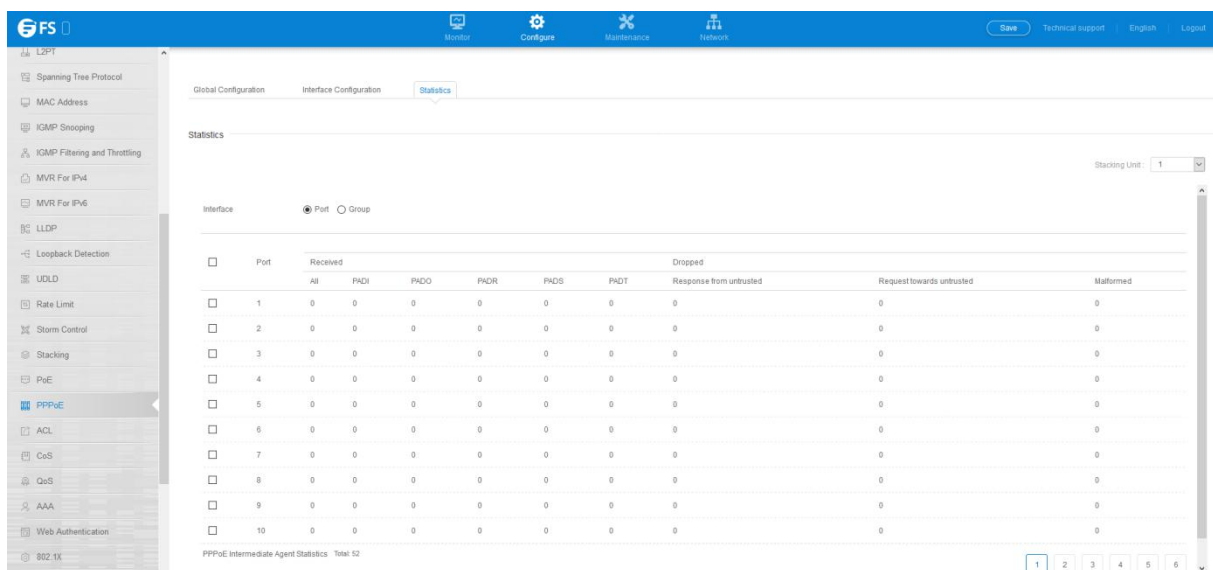 FS
Monitor
Configure
Maintenance
Network
Save
Technical support
English
Logout
L2PT
Spanning Tree Protocol
MAC Address
IGMP Snooping
IGMP Filtering and Throttling
MVR For IPv4
MVR For IPv6
LLDP
Loopback Detection
UDLD
Rate Limit
Storm Control
Stacking
PoE
PPPoE
ACL
CoS
QoS
AAA
Web Authentication
802.1X
Global Configuration Interface Configuration Statistics
Statistics
Stacking Unit : 1
Interface Port Group
Port Received Dropped
All PADI PADO PADR PADS PADT Response from untrusted Request towards untrusted Malformed
1 0 0 0 0 0 0 0 0 0
2 0 0 0 0 0 0 0 0 0
3 0 0 0 0 0 0 0 0 0
4 0 0 0 0 0 0 0 0 0
5 0 0 0 0 0 0 0 0 0
6 0 0 0 0 0 0 0 0 0
7 0 0 0 0 0 0 0 0 0
8 0 0 0 0 0 0 0 0 0
9 0 0 0 0 0 0 0 0 0
10 0 0 0 0 0 0 0 0 0
PPPoE Intermediate Agent Statistics Total: 52
1 2 3 4 5 6